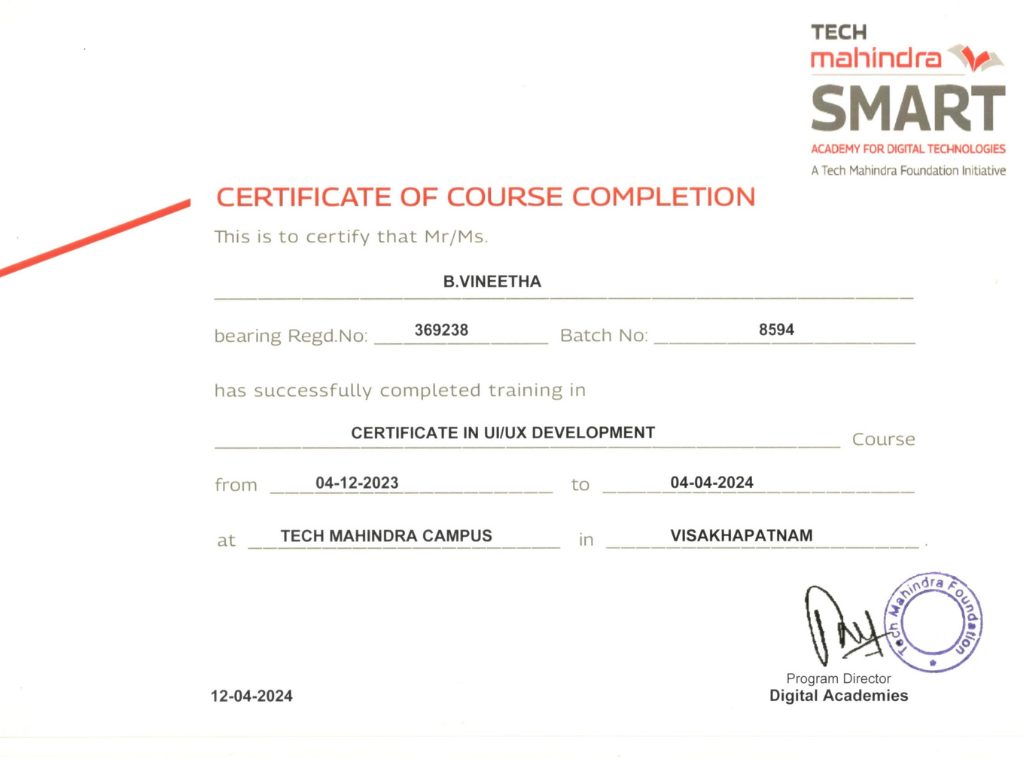 TECH
mahindra
SMART
ACADEMY FOR DIGITAL TECHNOLOGIES
A Tech Mahindra Foundation Initiative
CERTIFICATE OF COURSE COMPLETION
This is to certify that Mr/Ms.
B.VINEETHA
bearing Regd.No: 369238 Batch No: 8594
has successfully completed training in
CERTIFICATE IN UI/UX DEVELOPMENT Course
from 04-12-2023 to 04-04-2024
at TECH MAHINDRA CAMPUS in VISAKHAPATNAM .
Tech Mahindra Foundation
Program Director
12-04-2024 Digital Academies